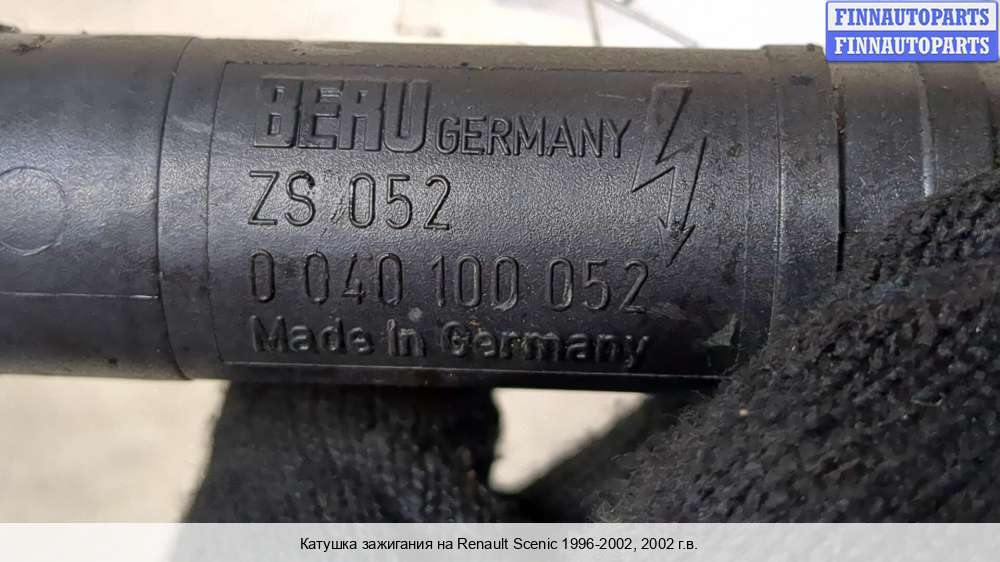 FINNAUTOPARTS
FINNAUTOPARTS
BERU GERMANY
ZS 052
0 040 100 052
Made in Germany
Катушка зажигания на Renault Scenic 1996-2002, 2002 г.в.